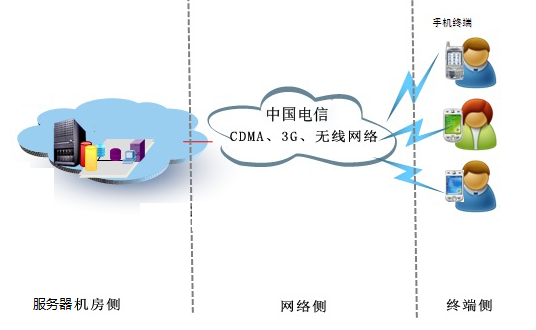 手机终端
中国电信
CDMA、3G、无线网络
服务器机房侧
网络侧
终端侧